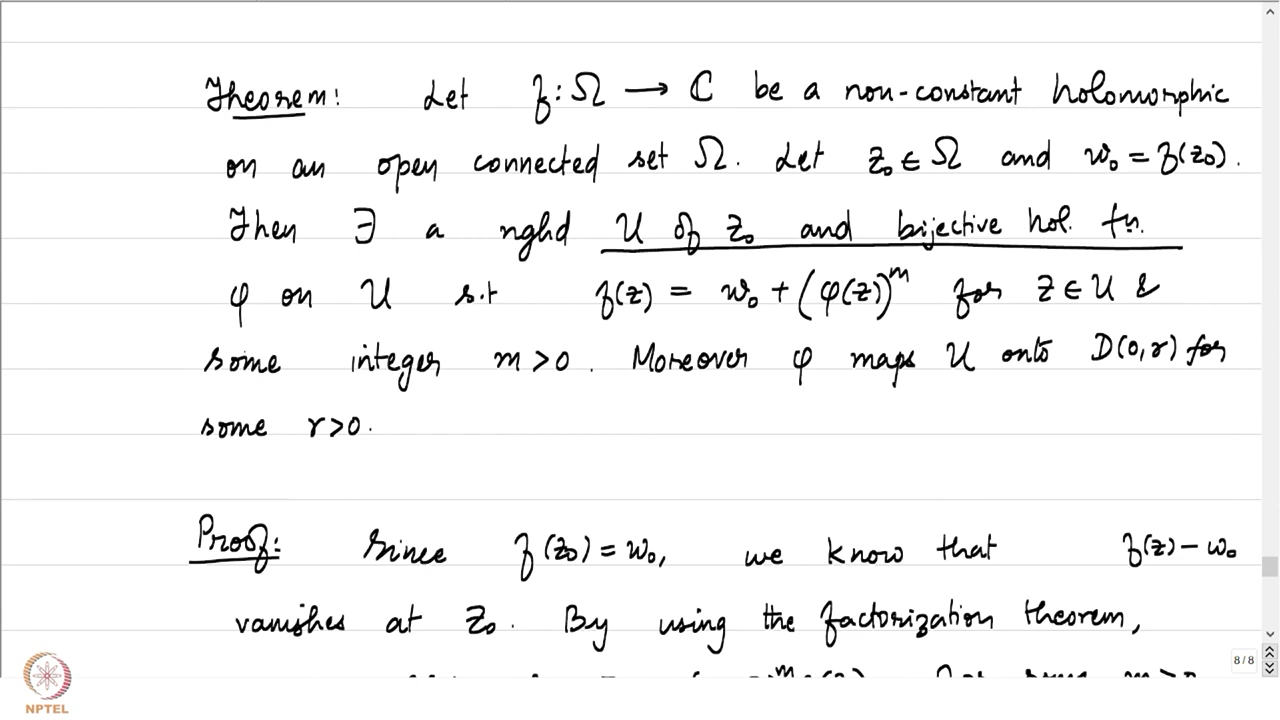 Theorem: Let f: Ω → ℂ be a non-constant holomorphic
on an open connected set Ω. Let z₀ ∈ Ω and w₀ = f(z₀).
Then ∃ a nghd U of z₀ and bijective hol. fn.
φ on U s.t f(z) = w₀ + (φ(z))ᵐ for z ∈ U &
some integer m > 0. Moreover φ maps U onto D(0,r) for
some r > 0.
Proof: Since f(z₀) = w₀, we know that f(z) - w₀
vanishes at z₀. By using the factorization theorem,
8 / 8
NPTEL